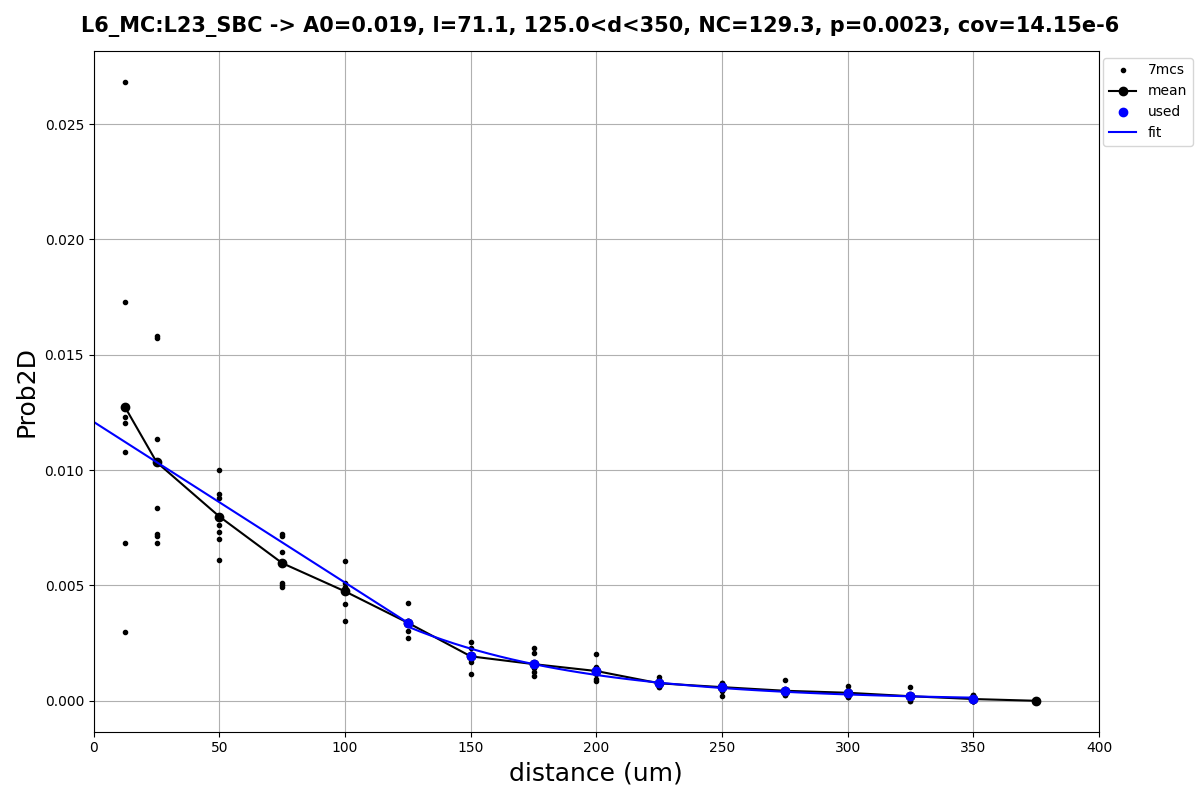 L6_MC:L23_SBC -> A0=0.019, l=71.1, 125.0<d<350, NC=129.3, p=0.0023, cov=14.15e-6
7mcs
mean
used
fit
0.025
0.020
0.015
0.010
0.005
0.000
Prob2D
0 50 100 150 200 250 300 350 400
distance (um)